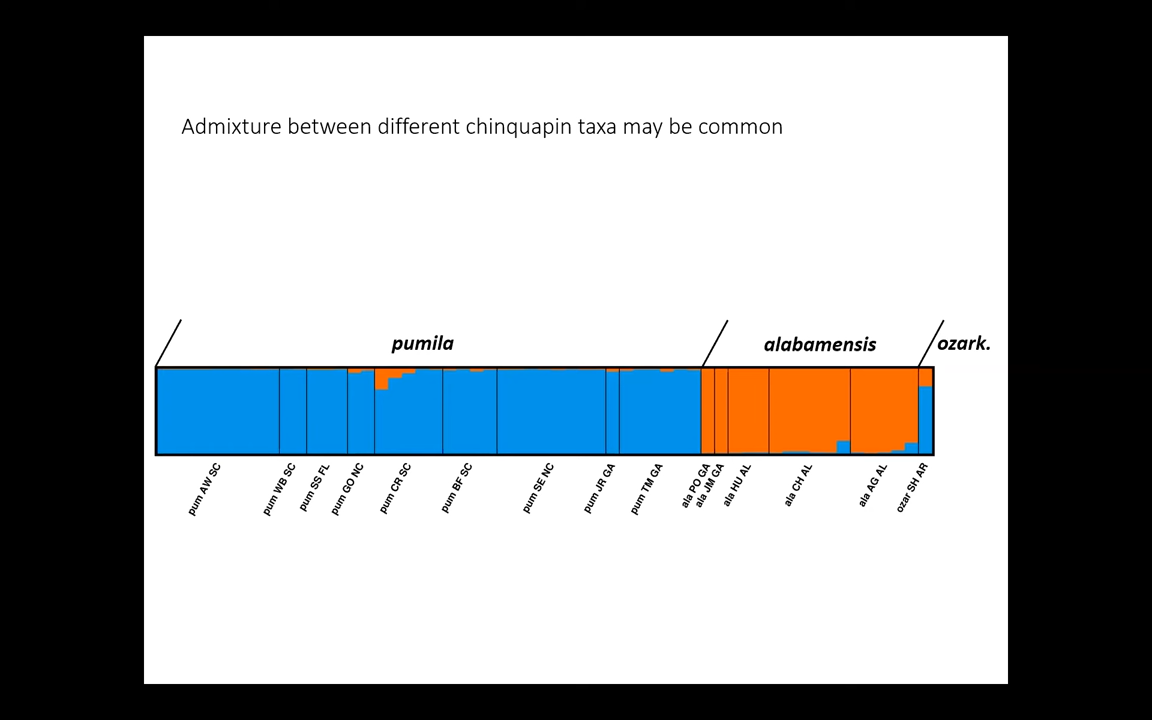 Admixture between different chinquapin taxa may be common
pumila
alabamensis
ozark.
pum AW SC
pum WB SC
pum SS FL
pum GO NC
pum CR SC
pum BF SC
pum SE NC
pum JR GA
pum TM GA
ala PO GA
ala JM GA
ala HU AL
ala CH AL
ala AG AL
ozar SH AR